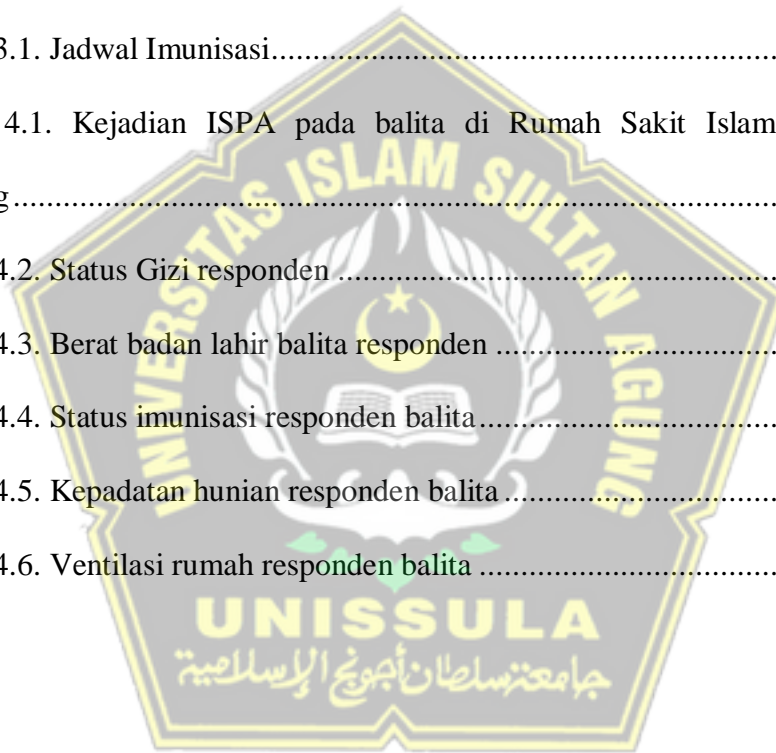 3.1. Jadwal Imunisasi
4.1. Kejadian ISPA pada balita di Rumah Sakit Islam
g
4.2. Status Gizi responden
4.3. Berat badan lahir balita responden
4.4. Status imunisasi responden balita
4.5. Kepadatan hunian responden balita
4.6. Ventilasi rumah responden balita
UNIVERSITAS ISLAM SULTAN AGUNG
UNISSULA
جامعة سلطان أجونج الإسلامية